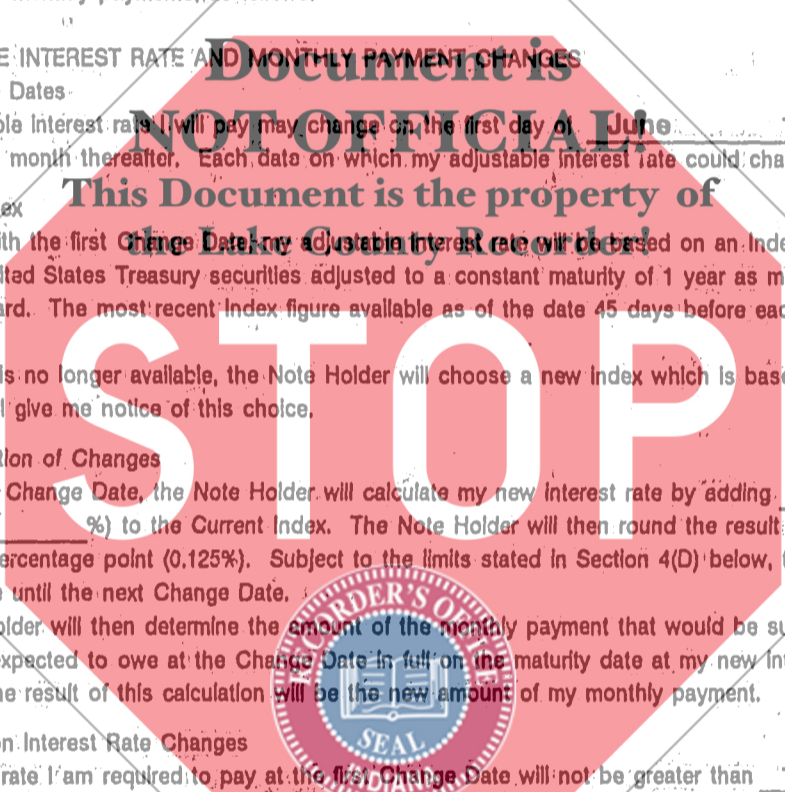 E INTEREST RATE AND MONTHLY PAYMENT CHANGES
Document is
Dates
ble interest rate I will pay may change on the first day of June
NOT OFFICIAL!
month thereafter. Each date on which my adjustable interest rate could cha
This Document is the property of
ex
the Lake County Recorder!
ith the first Change Date, my adjustable interest rate will be based on an Inde
ited States Treasury securities adjusted to a constant maturity of 1 year as m
ard. The most recent Index figure available as of the date 45 days before eac
STOP
is no longer available, the Note Holder will choose a new index which is base
l give me notice of this choice.
tion of Changes
Change Date, the Note Holder will calculate my new interest rate by adding
%) to the Current Index. The Note Holder will then round the result
ercentage point (0.125%). Subject to the limits stated in Section 4(D) below, t
until the next Change Date.
older will then determine the amount of the monthly payment that would be su
expected to owe at the Change Date in full on the maturity date at my new int
he result of this calculation will be the new amount of my monthly payment.
RECORDER'S OFFICE
SEAL
INDIANA
n Interest Rate Changes
rate I am required to pay at the first Change Date will not be greater than